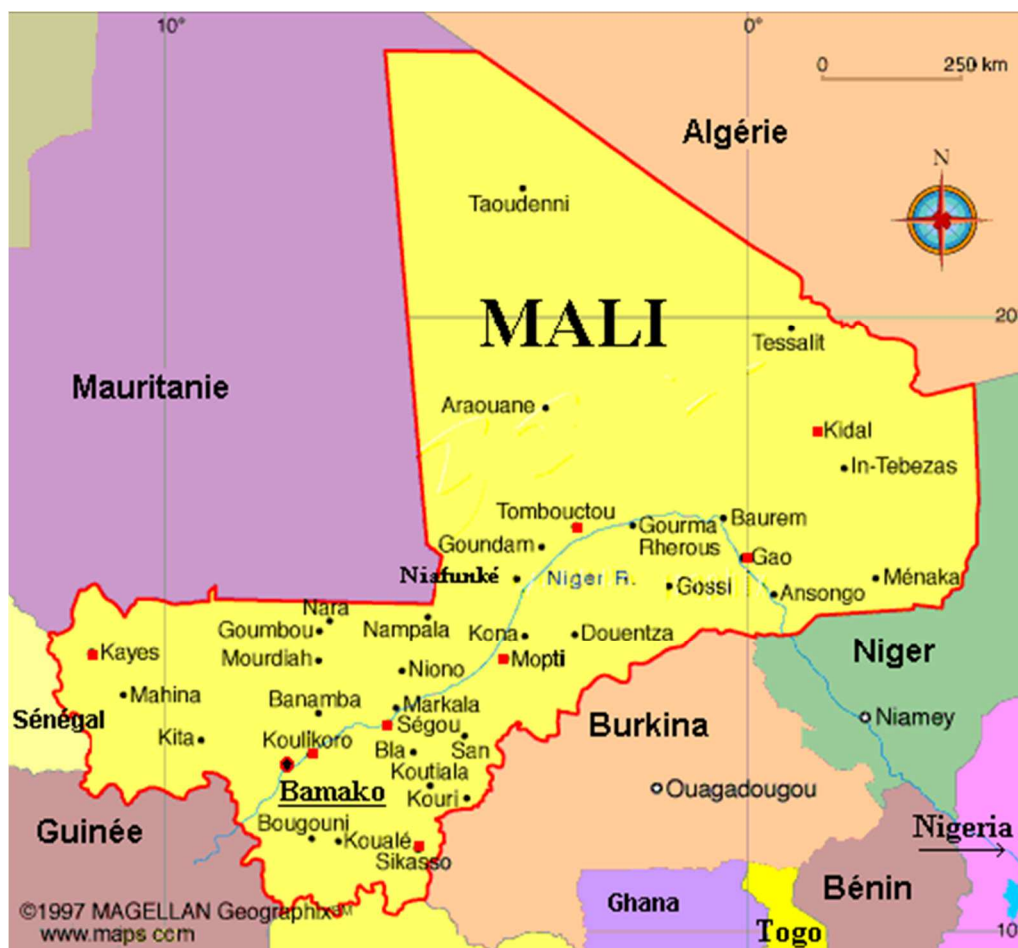 10°
0°
0
250 km
Algérie
N
Taoudenni
MALI
20
Tessalit
Mauritanie
Araouane
Kidal
In-Tebezas
Tombouctou
Gourma
Rherous
Baurem
Goundam
Gao
Niafunké
Niger R.
Gossi
Ansongo
Ménaka
Nara
Goumbou
Nampala
Kona
Douentza
Kayes
Mourdiah
Niono
Mopti
Niger
Mahina
Banamba
Markala
Sénégal
Ségou
Burkina
Niamey
Kita
Koulikoro
Bla
San
Bamako
Koutiala
Kouri
Ouagadougou
Guinée
Bougouni
Koualé
Sikasso
Nigeria
Bénin
Ghana
Togo
©1997 MAGELLAN Geographix℠
www.maps.com
10